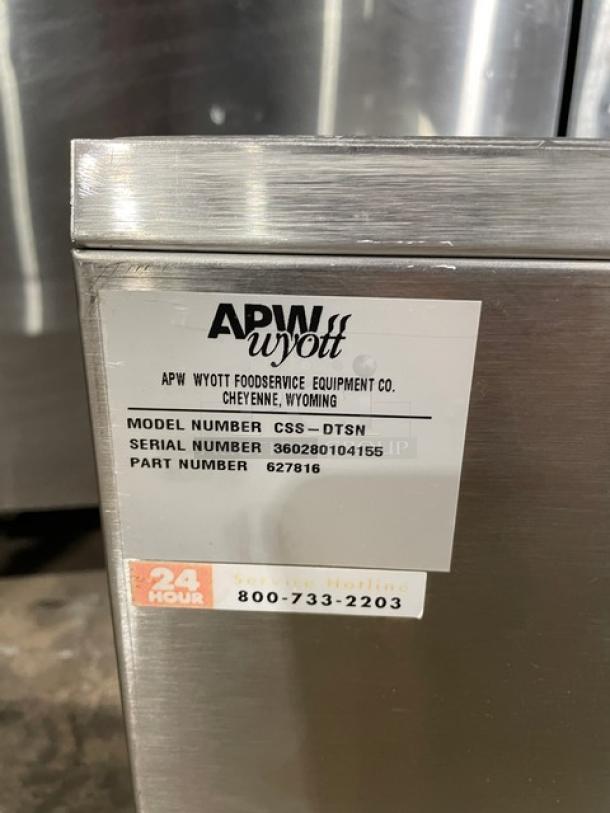 APW
wyott
APW WYOTT FOODSERVICE EQUIPMENT CO.
CHEYENNE, WYOMING
MODEL NUMBER CSS-DTSN
SERIAL NUMBER 360280104155
PART NUMBER 627816
GROUP
24 HOUR
Service Hotline
800-733-2203